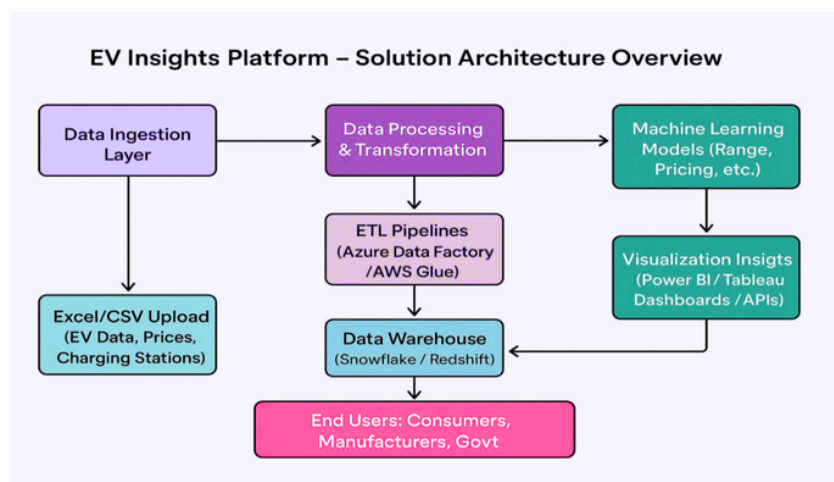 EV Insights Platform – Solution Architecture Overview
Data Ingestion
Layer
Data Processing
& Transformation
Machine Learning
Models (Range,
Pricing, etc.)
ETL Pipelines
(Azure Data Factory
/AWS Glue)
Visualization Insigts
(Power BI / Tableau
Dashboards / APIs)
Excel/CSV Upload
(EV Data, Prices,
Charging Stations)
Data Warehouse
(Snowflake / Redshift)
End Users: Consumers,
Manufacturers, Govt